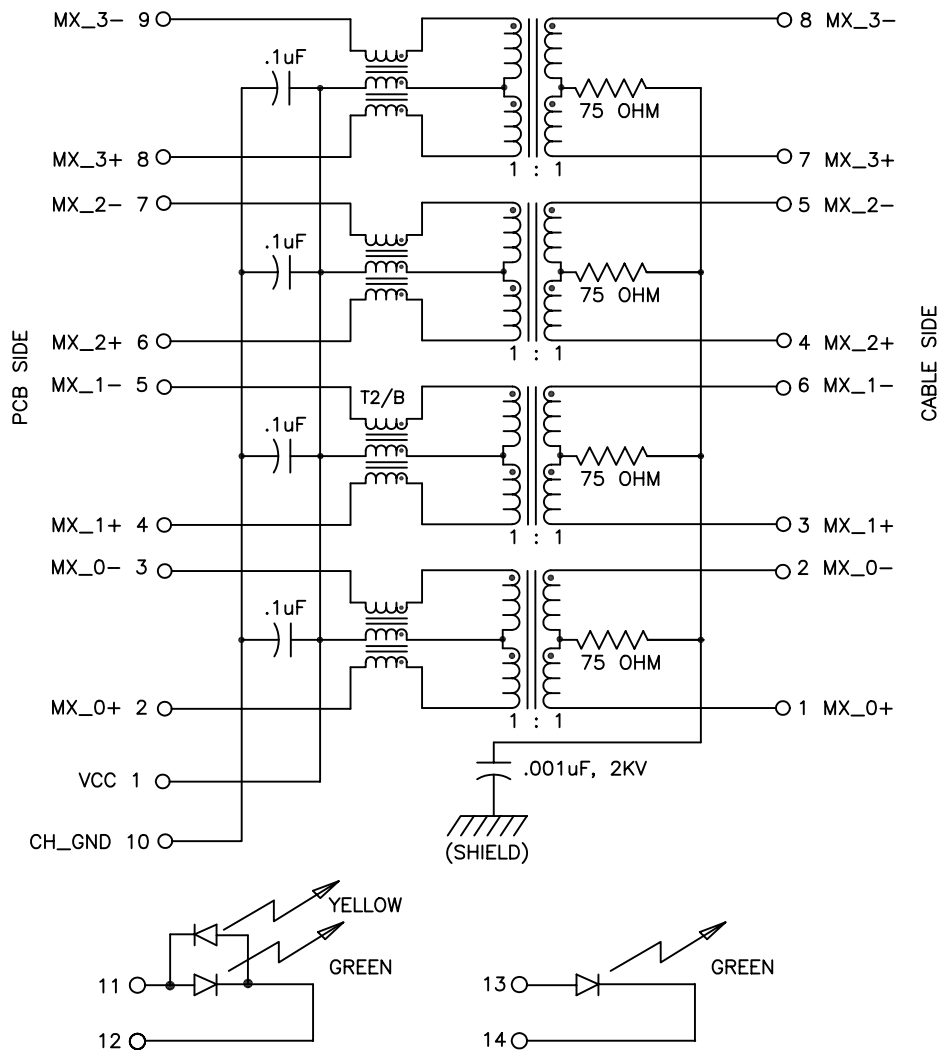 MX_3- 9
8 MX_3-
.1uF
75 OHM
MX_3+ 8
7 MX_3+
1 : 1
MX_2- 7
5 MX_2-
.1uF
75 OHM
MX_2+ 6
4 MX_2+
1 : 1
PCB SIDE
CABLE SIDE
MX_1- 5
T2/B
6 MX_1-
.1uF
75 OHM
MX_1+ 4
3 MX_1+
1 : 1
MX_0- 3
2 MX_0-
.1uF
75 OHM
MX_0+ 2
1 MX_0+
1 : 1
VCC 1
.001uF, 2KV
CH_GND 10
(SHIELD)
YELLOW
GREEN
GREEN
11
13
12
14